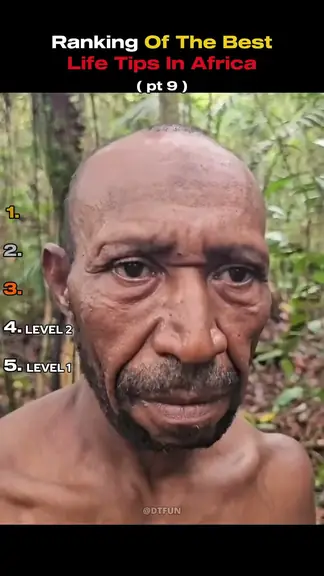 Ranking Of The Best
Life Tips In Africa
( pt 9 )
1.
2.
3.
4. LEVEL 2
5. LEVEL 1
@DTFUN